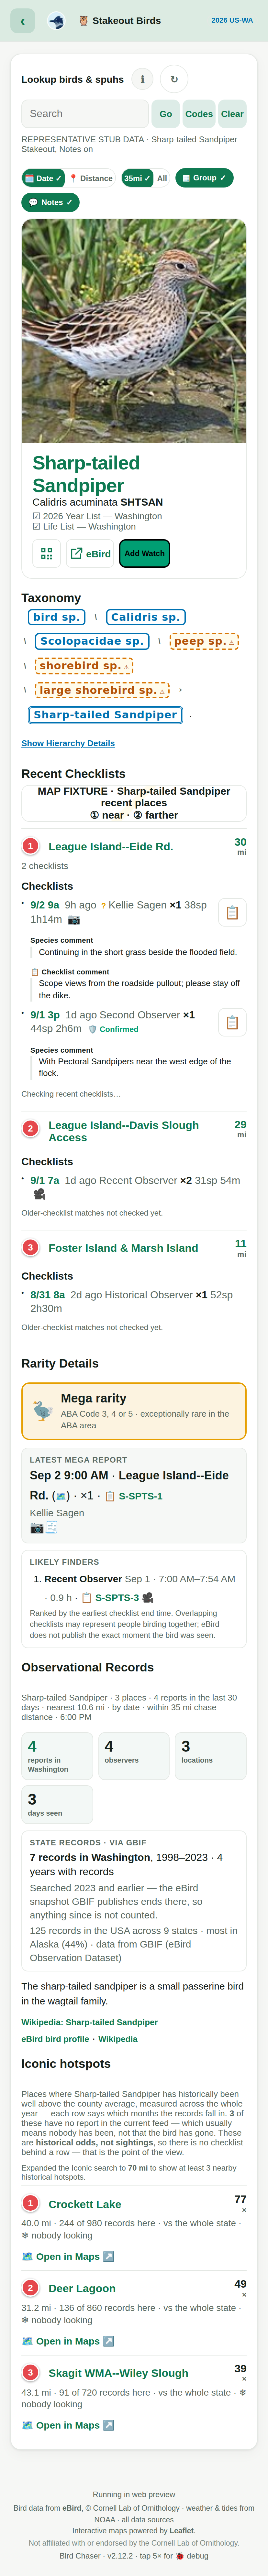 ‹ 🦉 Stakeout Birds 2026 US-WA
Lookup birds & spuhs ℹ ↻
Search Go Codes Clear
REPRESENTATIVE STUB DATA · Sharp-tailed Sandpiper
Stakeout, Notes on
🗓️ Date ✓ 📍 Distance 35mi ✓ All ▦ Group ✓
💬 Notes ✓
Sharp-tailed
Sandpiper
Calidris acuminata SHTSAN
☑ 2026 Year List — Washington
☑ Life List — Washington
eBird Add Watch
Taxonomy
bird sp. \ Calidris sp.
\ Scolopacidae sp. \ peep sp. ⚠
\ shorebird sp. ⚠
\ large shorebird sp. ⚠ ›
Sharp-tailed Sandpiper .
Show Hierarchy Details
Recent Checklists
MAP FIXTURE · Sharp-tailed Sandpiper
recent places
① near · ② farther
1 League Island--Eide Rd. 30
mi
2 checklists
Checklists
• 9/2 9a 9h ago ? Kellie Sagen ×1 38sp
1h14m 📷 📋
Species comment
Continuing in the short grass beside the flooded field.
📋 Checklist comment
Scope views from the roadside pullout; please stay off
the dike.
• 9/1 3p 1d ago Second Observer ×1
44sp 2h6m 🛡️ Confirmed 📋
Species comment
With Pectoral Sandpipers near the west edge of the
flock.
Checking recent checklists…
2 League Island--Davis Slough
Access 29
mi
Checklists
• 9/1 7a 1d ago Recent Observer ×2 31sp 54m
🎥
Older-checklist matches not checked yet.
3 Foster Island & Marsh Island 11
mi
Checklists
• 8/31 8a 2d ago Historical Observer ×1 52sp
2h30m
Older-checklist matches not checked yet.
Rarity Details
🦤 Mega rarity
ABA Code 3, 4 or 5 · exceptionally rare in the
ABA area
LATEST MEGA REPORT
Sep 2 9:00 AM · League Island--Eide
Rd. (🗺️) · ×1 · 📋 S-SPTS-1
Kellie Sagen
📷🧾
LIKELY FINDERS
1. Recent Observer Sep 1 · 7:00 AM–7:54 AM
· 0.9 h · 📋 S-SPTS-3 🎥
Ranked by the earliest checklist end time. Overlapping
checklists may represent people birding together; eBird
does not publish the exact moment the bird was seen.
Observational Records
Sharp-tailed Sandpiper · 3 places · 4 reports in the last 30
days · nearest 10.6 mi · by date · within 35 mi chase
distance · 6:00 PM
4 4 3
reports in
Washington observers locations
3
days seen
STATE RECORDS · VIA GBIF
7 records in Washington, 1998–2023 · 4
years with records
Searched 2023 and earlier — the eBird
snapshot GBIF publishes ends there, so
anything since is not counted.
125 records in the USA across 9 states · most in
Alaska (44%) · data from GBIF (eBird
Observation Dataset)
The sharp-tailed sandpiper is a small passerine bird
in the wagtail family.
Wikipedia: Sharp-tailed Sandpiper
eBird bird profile · Wikipedia
Iconic hotspots
Places where Sharp-tailed Sandpiper has historically been
well above the county average, measured across the whole
year — each row says which months the records fall in. 3 of
these have no report in the current feed — which usually
means nobody has been, not that the bird has gone. These
are historical odds, not sightings, so there is no checklist
behind a row — that is the point of the view.
Expanded the Iconic search to 70 mi to show at least 3 nearby
historical hotspots.
1 Crockett Lake 77
×
40.0 mi · 244 of 980 records here · vs the whole state ·
❄ nobody looking
🗺️ Open in Maps ↗️
2 Deer Lagoon 49
×
31.2 mi · 136 of 860 records here · vs the whole state ·
❄ nobody looking
🗺️ Open in Maps ↗️
3 Skagit WMA--Wiley Slough 39
×
43.1 mi · 91 of 720 records here · vs the whole state · ❄
nobody looking
🗺️ Open in Maps ↗️
Running in web preview
Bird data from eBird, © Cornell Lab of Ornithology · weather & tides from
NOAA · all data sources
Interactive maps powered by Leaflet.
Not affiliated with or endorsed by the Cornell Lab of Ornithology.
Bird Chaser · v2.12.2 · tap 5× for 🐞 debug